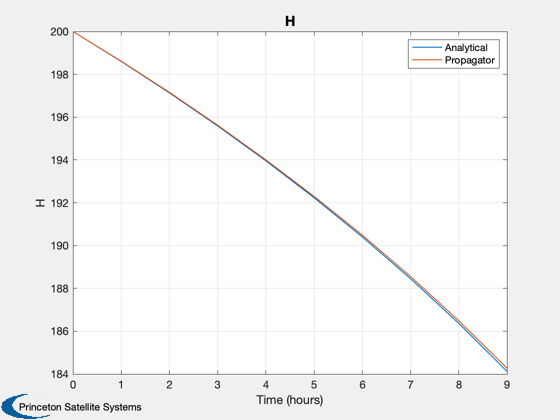 H
Analytical
Propagator
200
198
196
194
192
190
188
186
184
H
0 1 2 3 4 5 6 7 8 9
Time (hours)
Princeton Satellite Systems